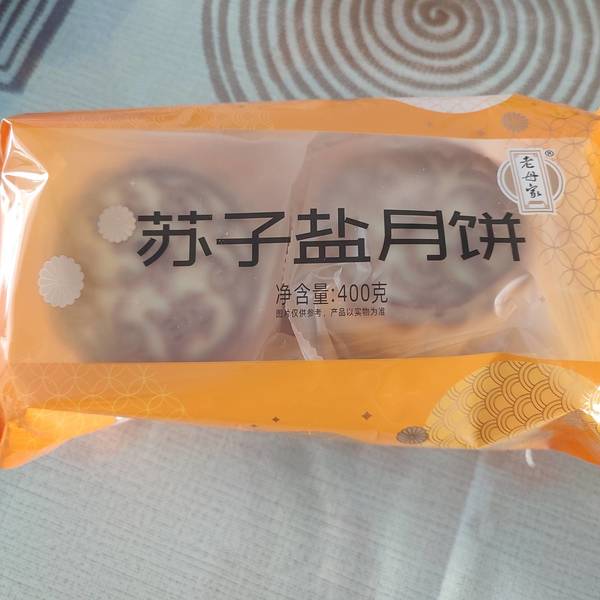 老母家®
苏子盐月饼
净含量:400克
图片仅供参考，产品以实物为准